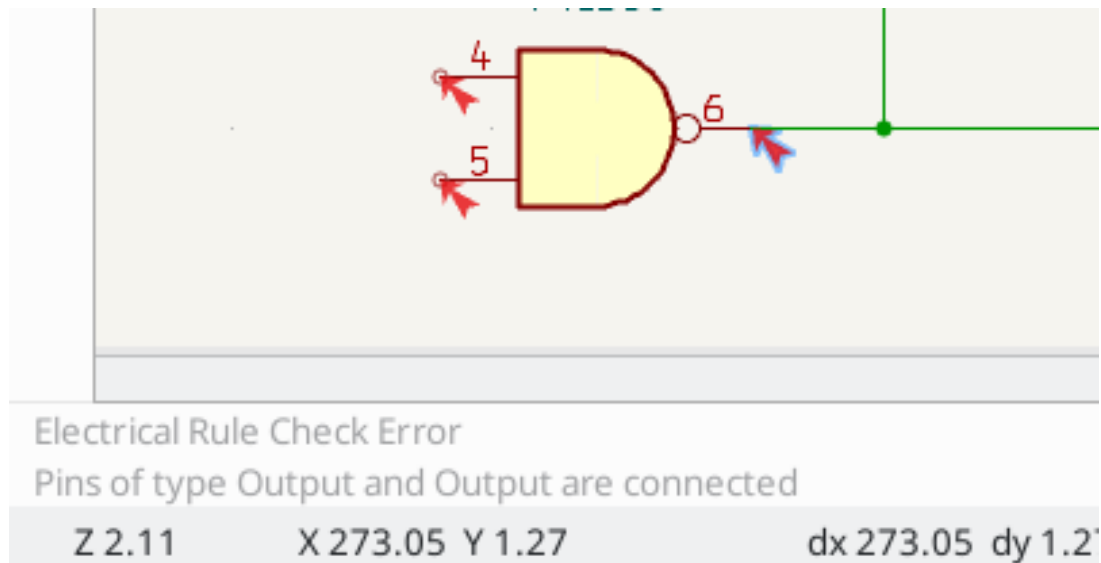 4
6
5
Electrical Rule Check Error
Pins of type Output and Output are connected
Z 2.11 X 273.05 Y 1.27 dx 273.05 dy 1.27